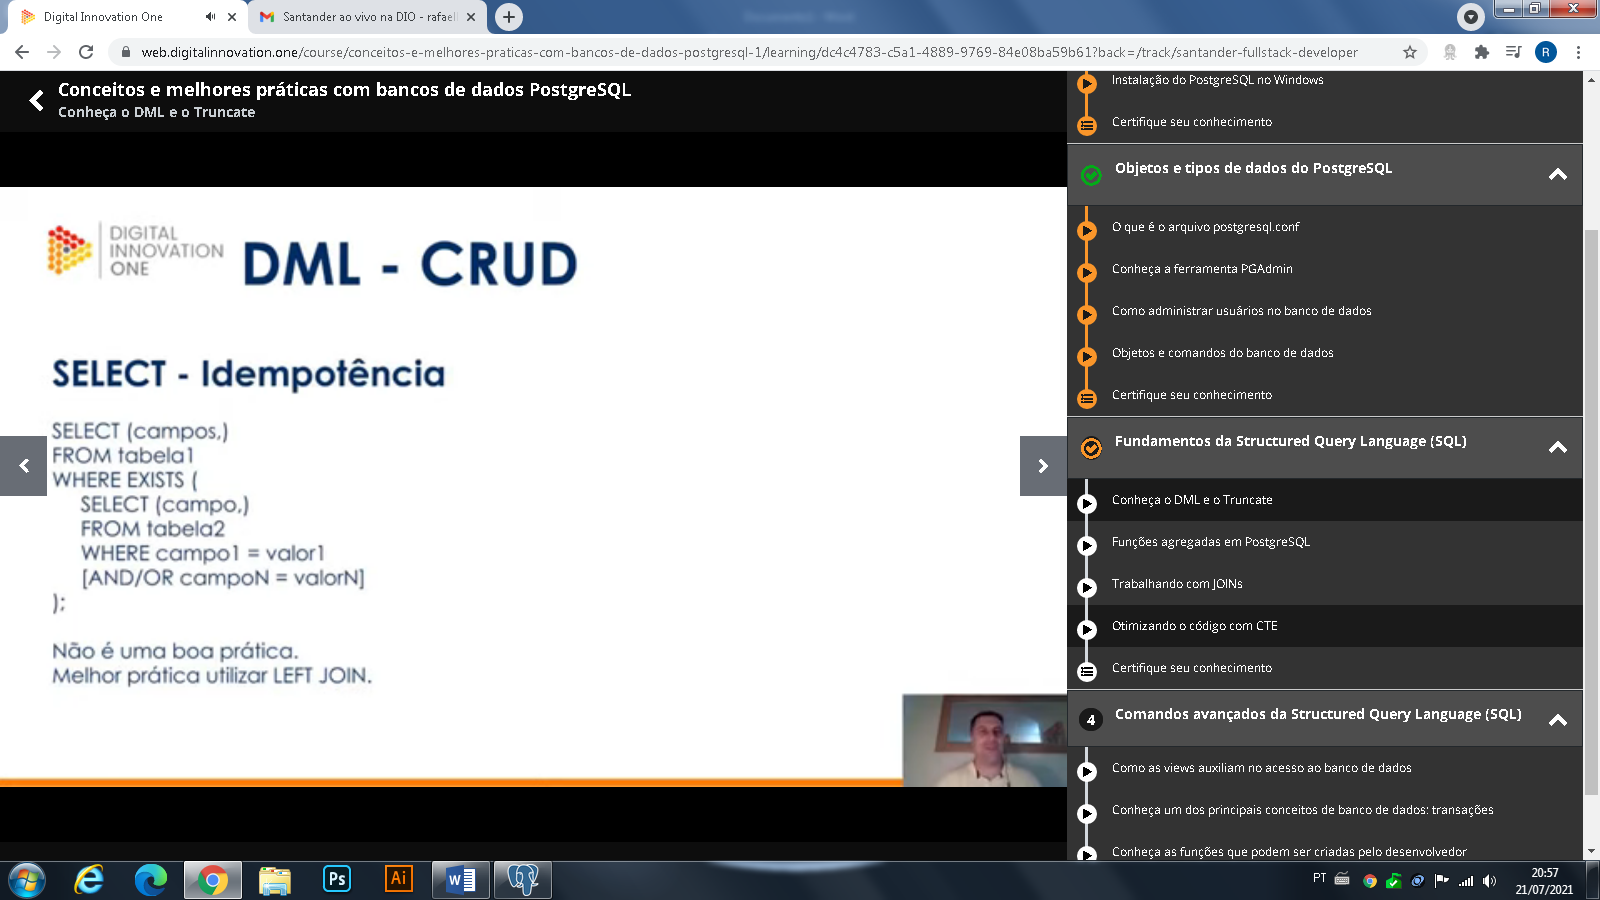 Digital Innovation One
Santander ao vivo na DIO - rafael
web.digitalinnovation.one/course/conceitos-e-melhores-praticas-com-bancos-de-dados-postgresql-1/learning/dc4c4783-c5a1-4889-9769-84e08ba59b61?back=/track/santander-fullstack-developer
R
Conceitos e melhores práticas com bancos de dados PostgreSQL
Conheça o DML e o Truncate
DIGITAL
INNOVATION
ONE
DML - CRUD
SELECT - Idempotência
SELECT (campos,)
FROM tabela1
WHERE EXISTS (
SELECT (campo,)
FROM tabela2
WHERE campo1 = valor1
[AND/OR campoN = valorN]
);
Não é uma boa prática.
Melhor prática utilizar LEFT JOIN.
Instalação do PostgreSQL no Windows
Certifique seu conhecimento
Objetos e tipos de dados do PostgreSQL
O que é o arquivo postgresql.conf
Conheça a ferramenta PGAdmin
Como administrar usuários no banco de dados
Objetos e comandos do banco de dados
Certifique seu conhecimento
Fundamentos da Structured Query Language (SQL)
Conheça o DML e o Truncate
Funções agregadas em PostgreSQL
Trabalhando com JOINs
Otimizando o código com CTE
Certifique seu conhecimento
4 Comandos avançados da Structured Query Language (SQL)
Como as views auxiliam no acesso ao banco de dados
Conheça um dos principais conceitos de banco de dados: transações
Conheça as funções que podem ser criadas pelo desenvolvedor
Ps
Ai
W
PT
20:57
21/07/2021